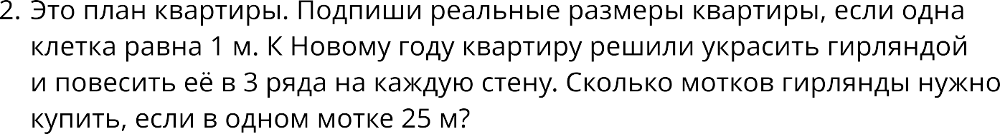 2. Это план квартиры. Подпиши реальные размеры квартиры, если одна
клетка равна 1 м. К Новому году квартиру решили украсить гирляндой
и повесить её в 3 ряда на каждую стену. Сколько мотков гирлянды нужно
купить, если в одном мотке 25 м?